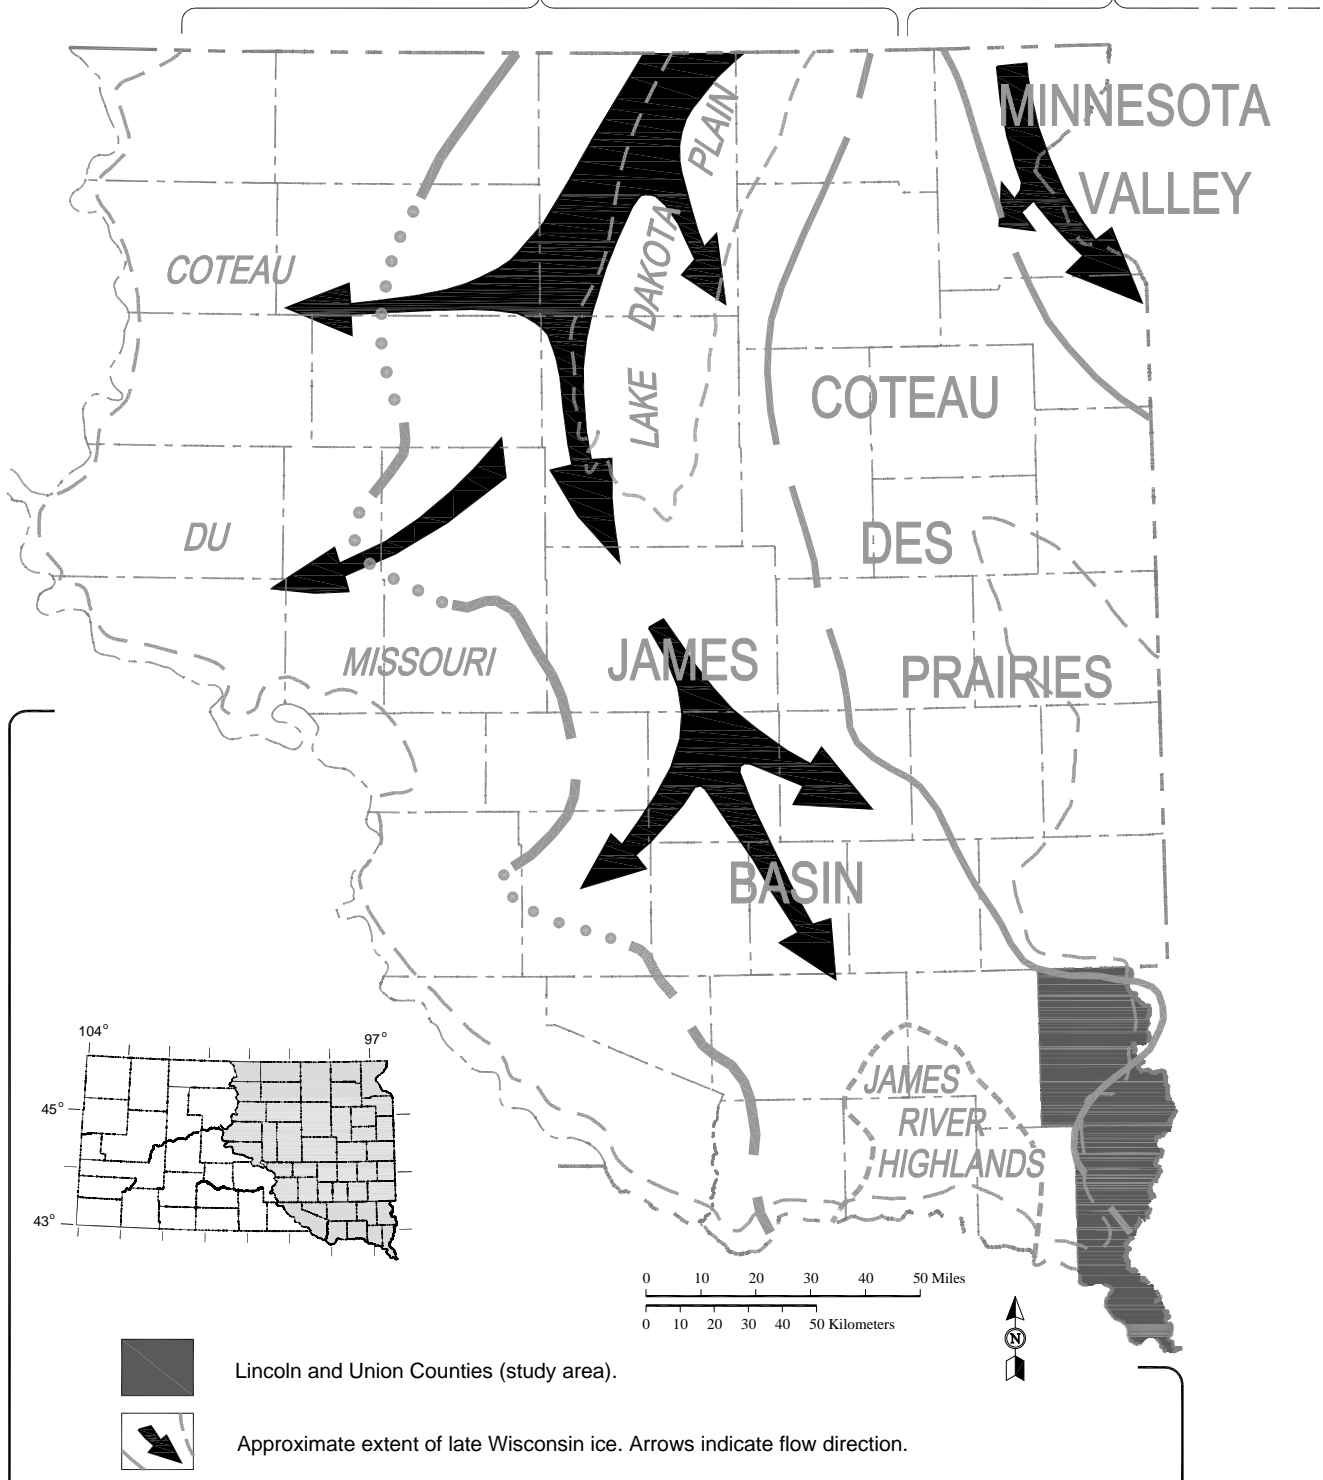 MINNESOTA
VALLEY
PLAIN
DAKOTA
LAKE
COTEAU
COTEAU
DU
DES
MISSOURI
JAMES
PRAIRIES
BASIN
JAMES
RIVER
HIGHLANDS
104° 97°
45°
43°
0 10 20 30 40 50 Miles
0 10 20 30 40 50 Kilometers
N
Lincoln and Union Counties (study area).
Approximate extent of late Wisconsin ice. Arrows indicate flow direction.